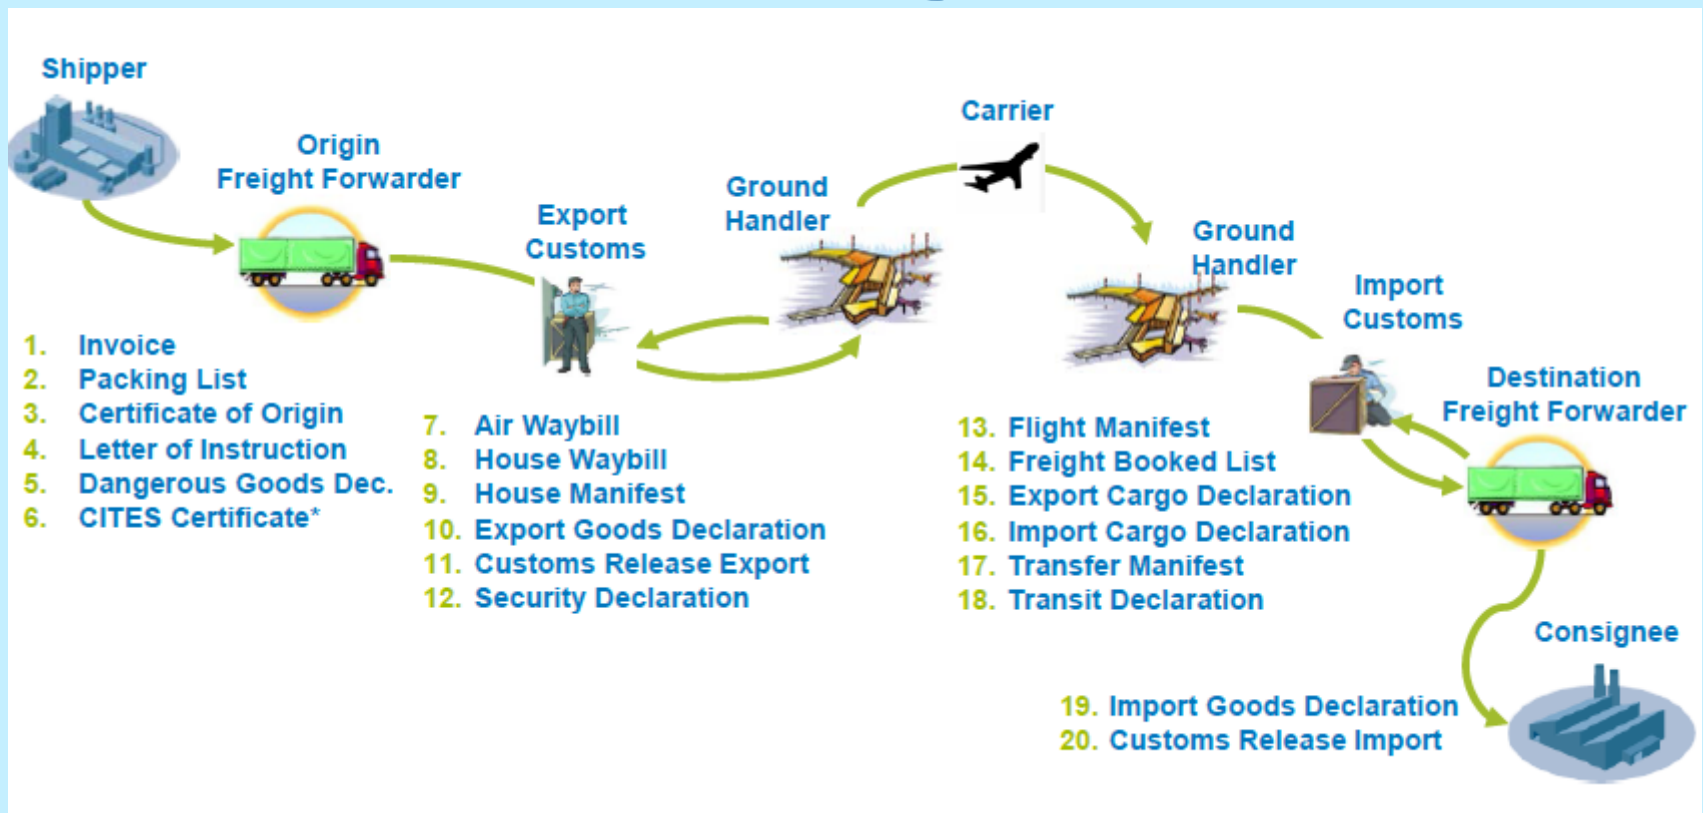 Shipper
Origin
Freight Forwarder
Export
Customs
Ground
Handler
Carrier
Ground
Handler
Import
Customs
Destination
Freight Forwarder
Consignee
1. Invoice
2. Packing List
3. Certificate of Origin
4. Letter of Instruction
5. Dangerous Goods Dec.
6. CITES Certificate*
7. Air Waybill
8. House Waybill
9. House Manifest
10. Export Goods Declaration
11. Customs Release Export
12. Security Declaration
13. Flight Manifest
14. Freight Booked List
15. Export Cargo Declaration
16. Import Cargo Declaration
17. Transfer Manifest
18. Transit Declaration
19. Import Goods Declaration
20. Customs Release Import